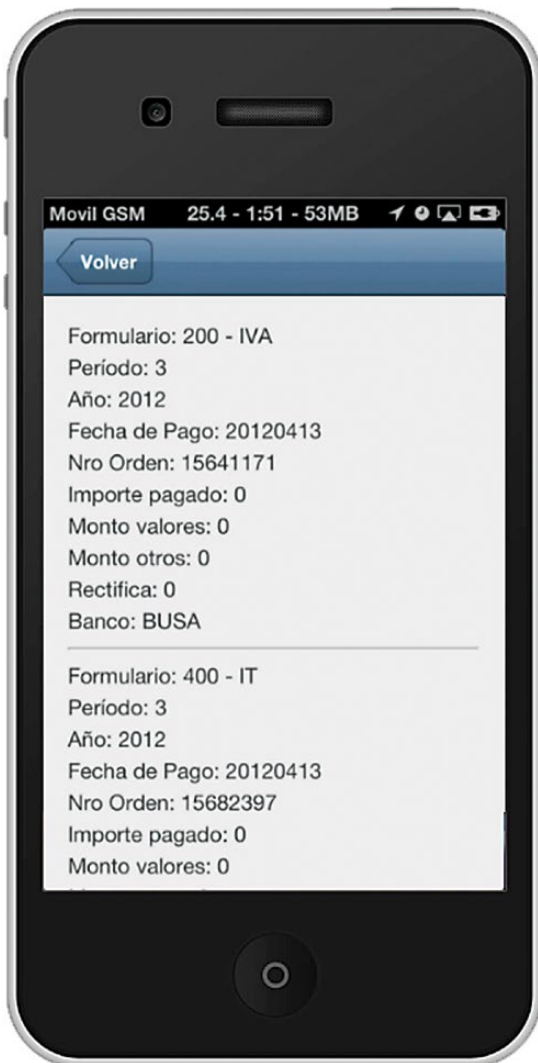 Movil GSM 25.4 - 1:51 - 53MB
Volver
Formulario: 200 - IVA
Período: 3
Año: 2012
Fecha de Pago: 20120413
Nro Orden: 15641171
Importe pagado: 0
Monto valores: 0
Monto otros: 0
Rectifica: 0
Banco: BUSA
Formulario: 400 - IT
Período: 3
Año: 2012
Fecha de Pago: 20120413
Nro Orden: 15682397
Importe pagado: 0
Monto valores: 0